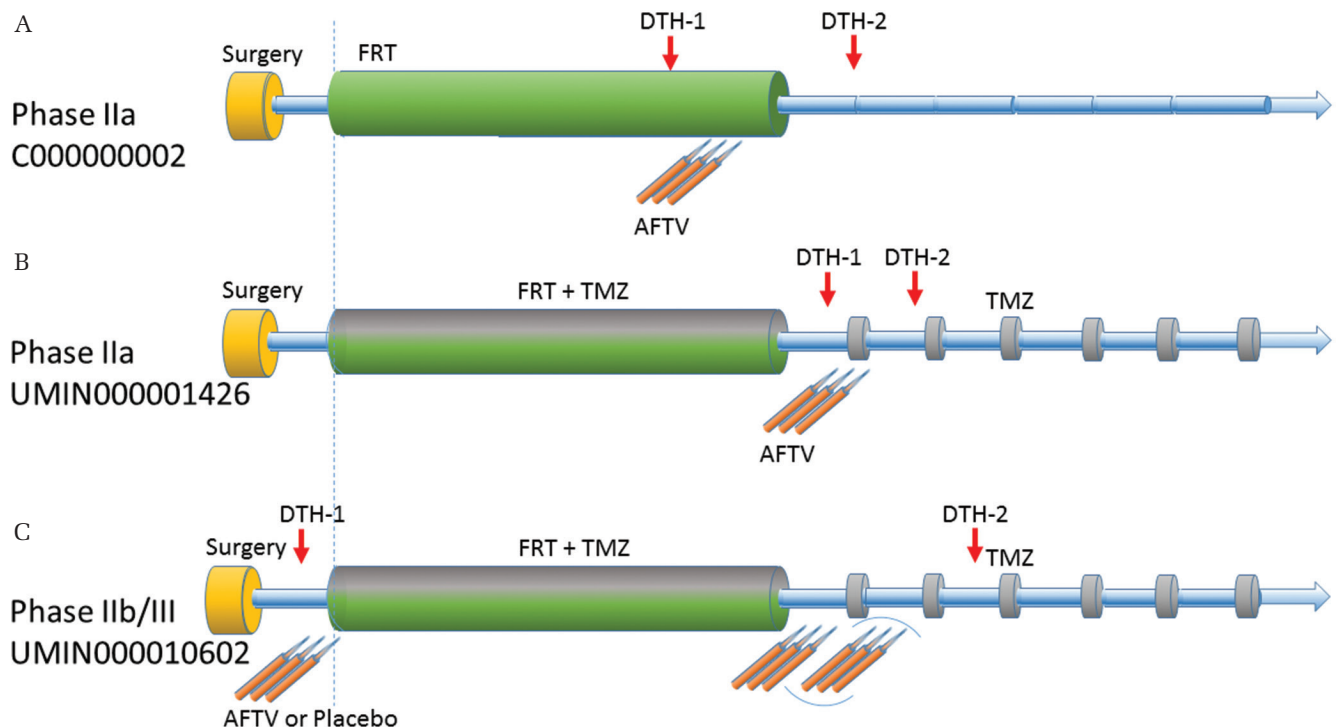 A
DTH-1
DTH-2
Surgery
FRT
Phase IIa
C000000002
AFTV
B
DTH-1
DTH-2
Surgery
FRT + TMZ
TMZ
Phase IIa
UMIN000001426
AFTV
C
DTH-1
DTH-2
Surgery
FRT + TMZ
TMZ
Phase IIb/III
UMIN000010602
AFTV or Placebo